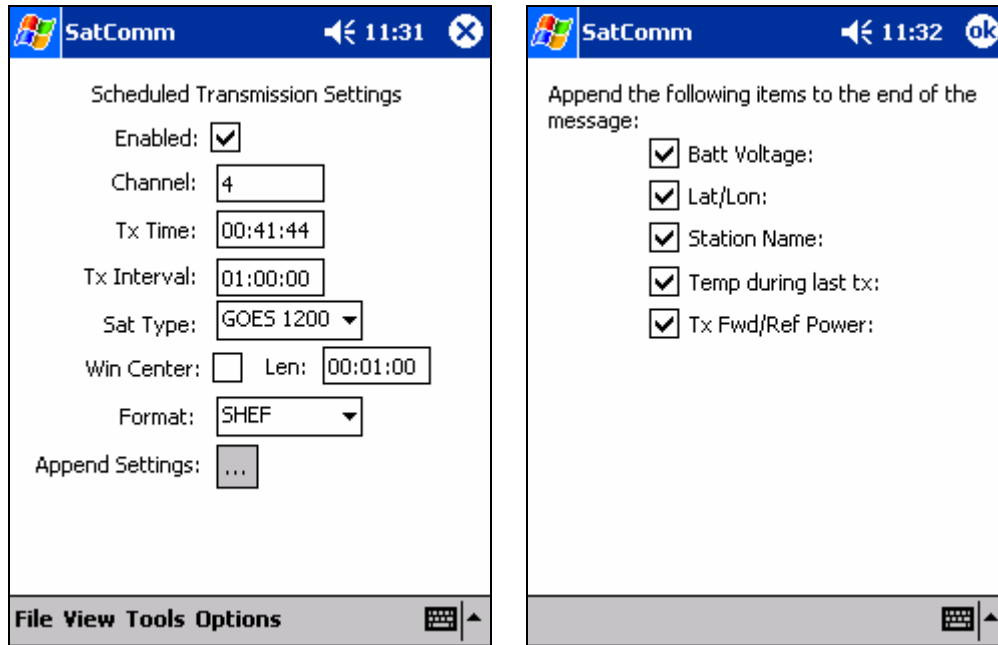 SatComm 11:31
Scheduled Transmission Settings
Enabled:
Channel: 4
Tx Time: 00:41:44
Tx Interval: 01:00:00
Sat Type: GOES 1200
Win Center: Len: 00:01:00
Format: SHEF
Append Settings: ...
File View Tools Options
SatComm 11:32 ok
Append the following items to the end of the
message:
Batt Voltage:
Lat/Lon:
Station Name:
Temp during last tx:
Tx Fwd/Ref Power: